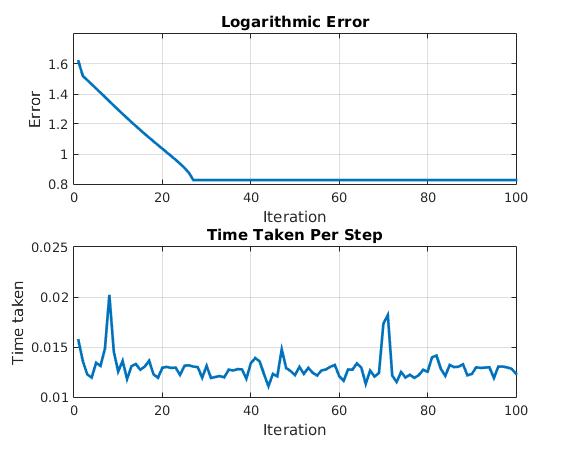 Logarithmic Error
1.6
1.4
1.2
1
0.8
Error
0 20 40 60 80 100
Iteration
Time Taken Per Step
0.025
0.02
0.015
0.01
Time taken
0 20 40 60 80 100
Iteration